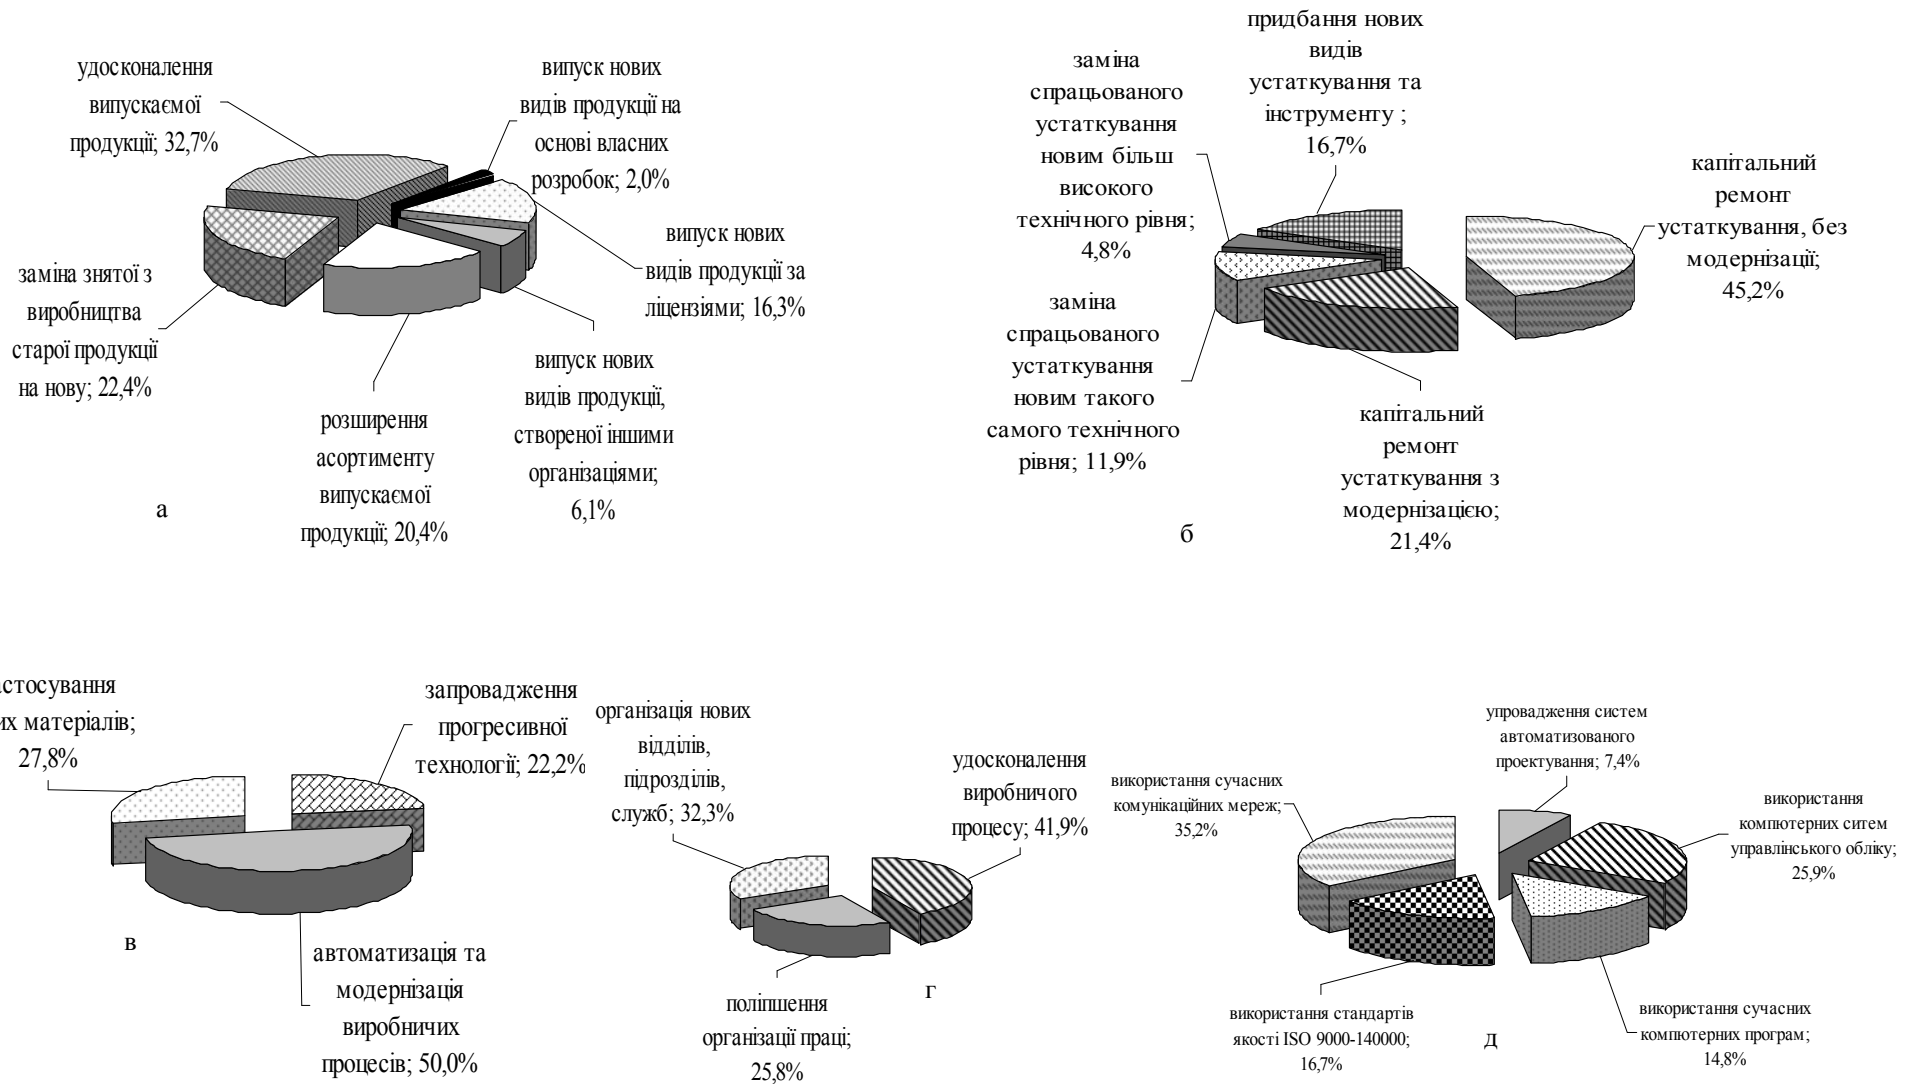 удосконалення
випускаємої
продукції; 32,7%
випуск нових
видів продукції на
основі власних
розробок; 2,0%
випуск нових
видів продукції за
ліцензіями; 16,3%
випуск нових
видів продукції,
створеної іншими
організаціями;
6,1%
розширення
асортименту
випускаємої
продукції; 20,4%
заміна знятої з
виробництва
старої продукції
на нову; 22,4%
а
придбання нових
видів
устаткування та
інструменту ;
16,7%
заміна
спрацьованого
устаткування
новим більш
високого
технічного рівня;
4,8%
капітальний
ремонт
устаткування, без
модернізації;
45,2%
заміна
спрацьованого
устаткування
новим такого
самого технічного
рівня; 11,9%
капітальний
ремонт
устаткування з
модернізацією;
21,4%
б
астосування
их матеріалів;
27,8%
запровадження
прогресивної
технології; 22,2%
автоматизація та
модернізація
виробничих
процесів; 50,0%
в
організація нових
відділів,
підрозділів,
служб; 32,3%
удосконалення
виробничого
процесу; 41,9%
поліпшення
організації праці;
25,8%
г
упровадження систем
автоматизованого
проектування; 7,4%
використання сучасних
комунікаційних мереж;
35,2%
використання
компютерних ситем
управлінського обліку;
25,9%
використання стандартів
якості ISO 9000-140000;
16,7%
використання сучасних
компютерних програм;
14,8%
д